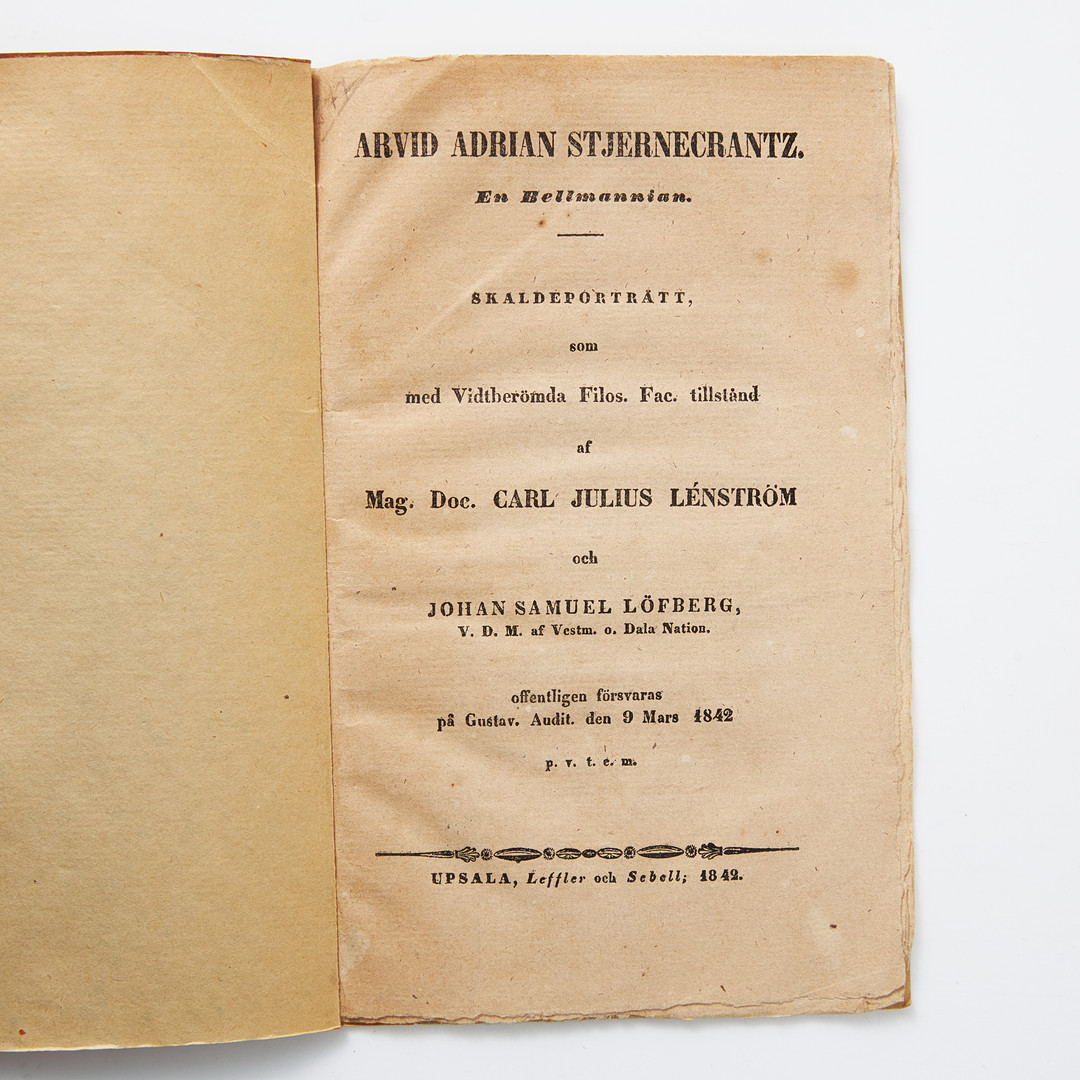 ARVID ADRIAN STJERNECRANTZ.
En Bellmannian.
SKALDEPORTRÄTT,
som
med Vidtberömda Filos. Fac. tillstånd
af
Mag. Doc. CARL JULIUS LÉNSTRÖM
och
JOHAN SAMUEL LÖFBERG,
V. D. M. af Vestm. o. Dala Nation.
offentligen försvaras
på Gustav. Audit. den 9 Mars 1842
p. v. t. e. m.
UPSALA, Leffler och Sebell; 1842.